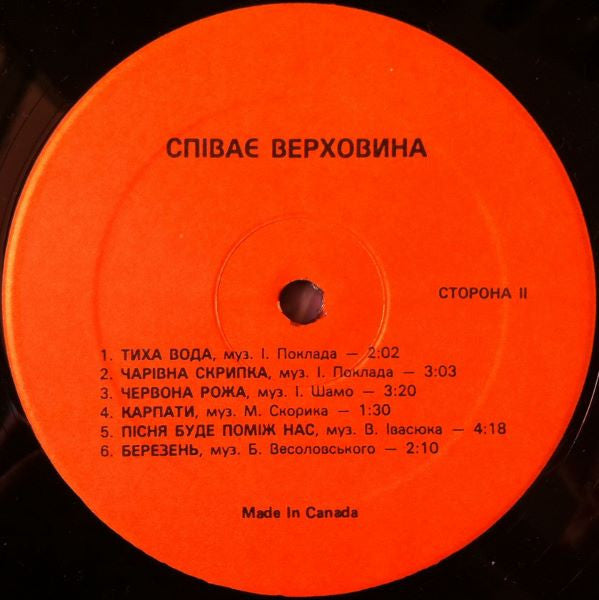 СПІВАЄ ВЕРХОВИНА
СТОРОНА II
1. ТИХА ВОДА, муз. І. Поклада — 2:02
2. ЧАРІВНА СКРИПКА, муз. І. Поклада — 3:03
3. ЧЕРВОНА РОЖА, муз. І. Шамо — 3:20
4. КАРПАТИ, муз. М. Скорика — 1:30
5. ПІСНЯ БУДЕ ПОМІЖ НАС, муз. В. Івасюка — 4:18
6. БЕРЕЗЕНЬ, муз. Б. Весоловського — 2:10
Made In Canada